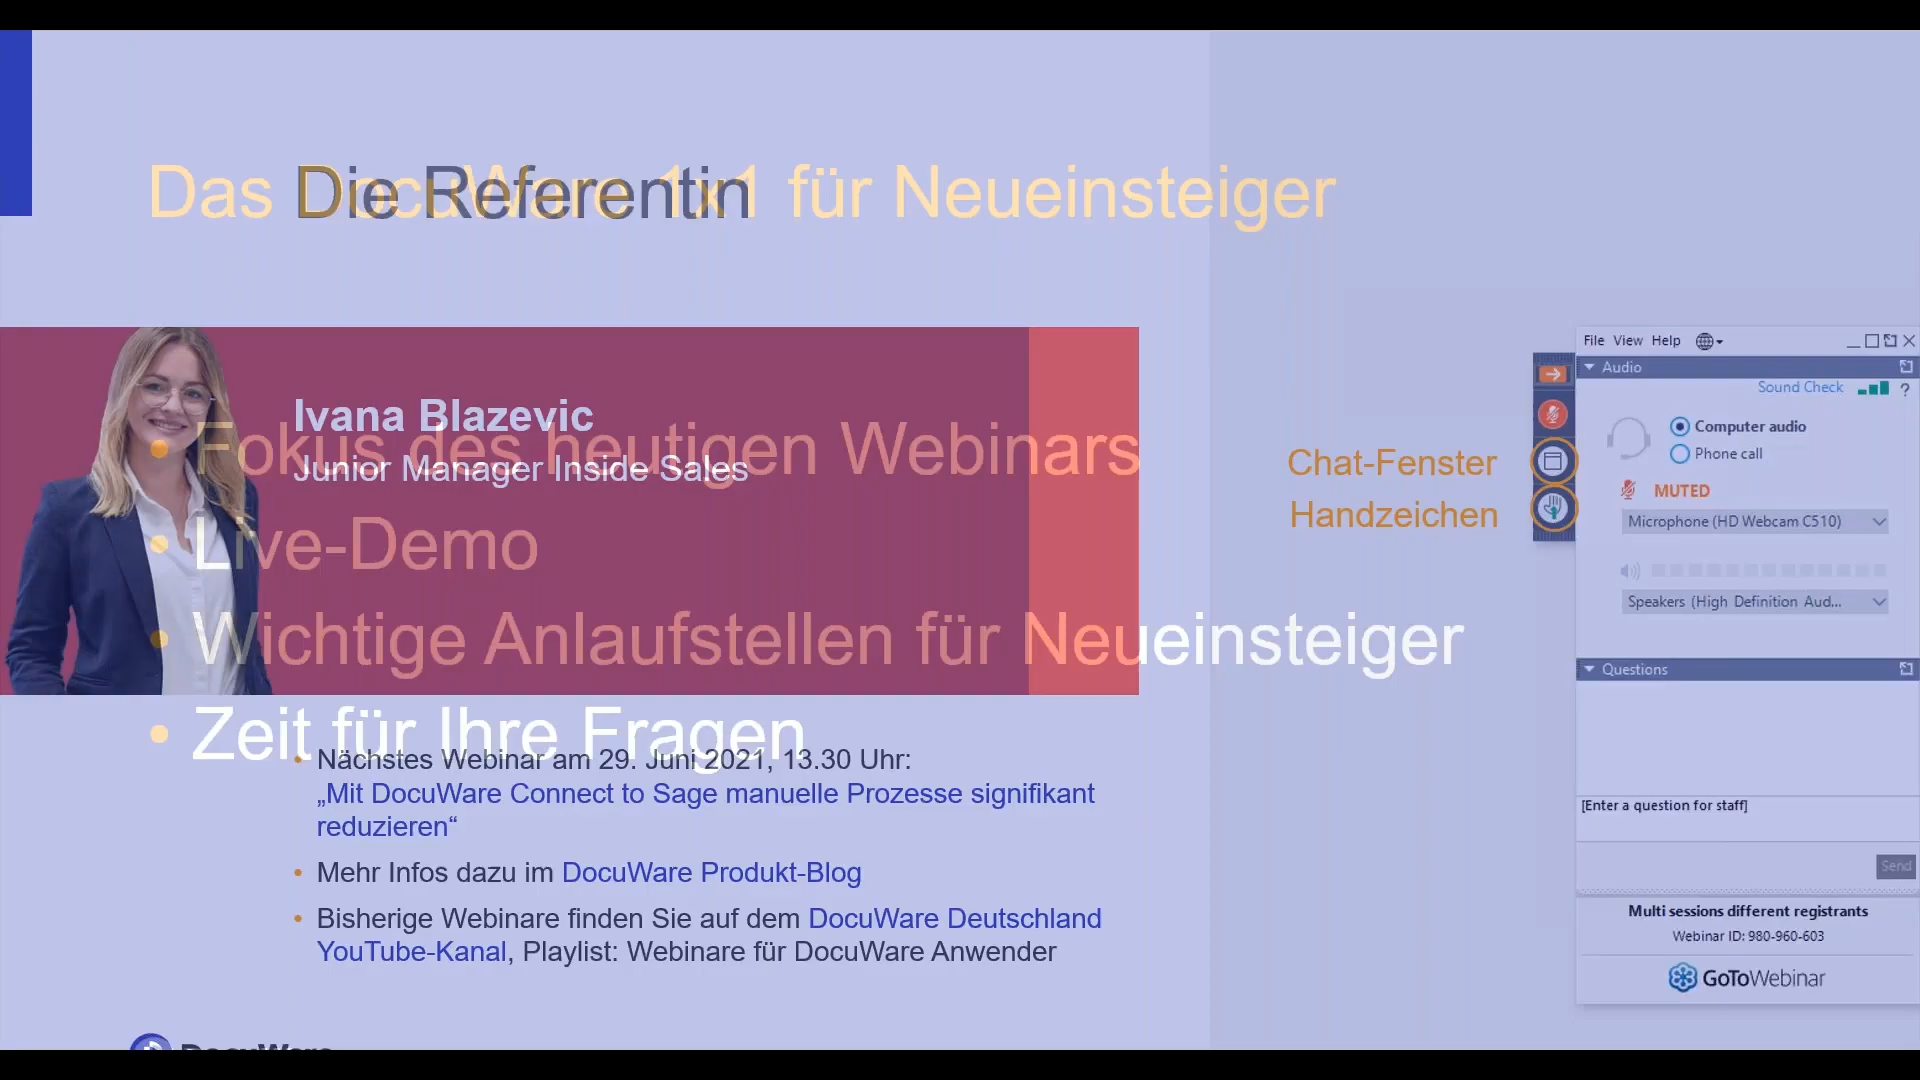 Das DocuWare 1x1 für Neueinsteiger
Die Referentin
Ivana Blazevic
Junior Manager Inside Sales
Fokus des heutigen Webinars
Live-Demo
Wichtige Anlaufstellen für Neueinsteiger
Zeit für Ihre Fragen
Nächstes Webinar am 29. Juni 2021, 13.30 Uhr:
„Mit DocuWare Connect to Sage manuelle Prozesse signifikant
reduzieren“
Mehr Infos dazu im DocuWare Produkt-Blog
Bisherige Webinare finden Sie auf dem DocuWare Deutschland
YouTube-Kanal, Playlist: Webinare für DocuWare Anwender
DocuWare
Chat-Fenster
Handzeichen
File View Help
Audio
Sound Check
?
Computer audio
Phone call
MUTED
Microphone (HD Webcam C510)
Speakers (High Definition Aud...
Questions
[Enter a question for staff]
Send
Multi sessions different registrants
Webinar ID: 980-960-603
GoToWebinar